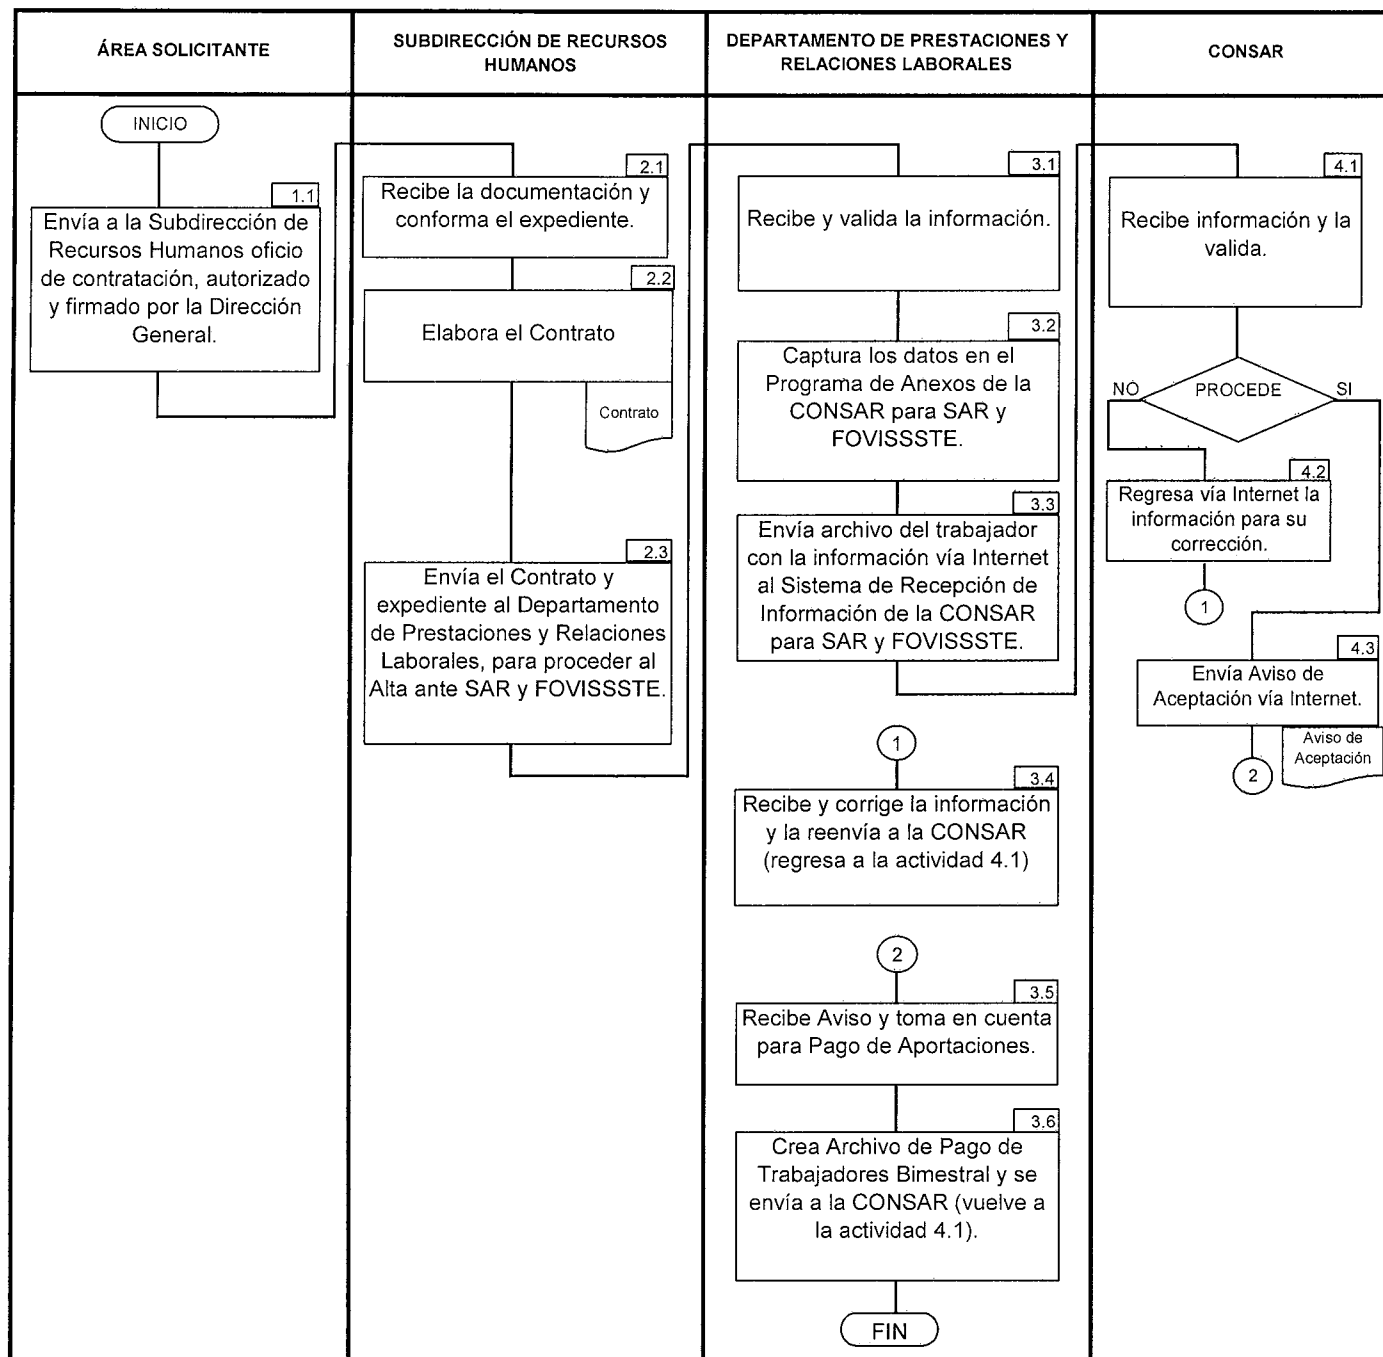 ÁREA SOLICITANTE
SUBDIRECCIÓN DE RECURSOS
HUMANOS
DEPARTAMENTO DE PRESTACIONES Y
RELACIONES LABORALES
CONSAR
INICIO
1.1
Envía a la Subdirección de
Recursos Humanos oficio
de contratación, autorizado
y firmado por la Dirección
General.
2.1
Recibe la documentación y
conforma el expediente.
2.2
Elabora el Contrato
Contrato
2.3
Envía el Contrato y
expediente al Departamento
de Prestaciones y Relaciones
Laborales, para proceder al
Alta ante SAR y FOVISSSTE.
3.1
Recibe y valida la información.
3.2
Captura los datos en el
Programa de Anexos de la
CONSAR para SAR y
FOVISSSTE.
3.3
Envía archivo del trabajador
con la información vía Internet
al Sistema de Recepción de
Información de la CONSAR
para SAR y FOVISSSTE.
1
3.4
Recibe y corrige la información
y la reenvía a la CONSAR
(regresa a la actividad 4.1)
2
3.5
Recibe Aviso y toma en cuenta
para Pago de Aportaciones.
3.6
Crea Archivo de Pago de
Trabajadores Bimestral y se
envía a la CONSAR (vuelve a
la actividad 4.1).
FIN
4.1
Recibe información y la
valida.
NO
PROCEDE
SI
4.2
Regresa vía Internet la
información para su
corrección.
1
4.3
Envía Aviso de
Aceptación vía Internet.
Aviso de
Aceptación
2